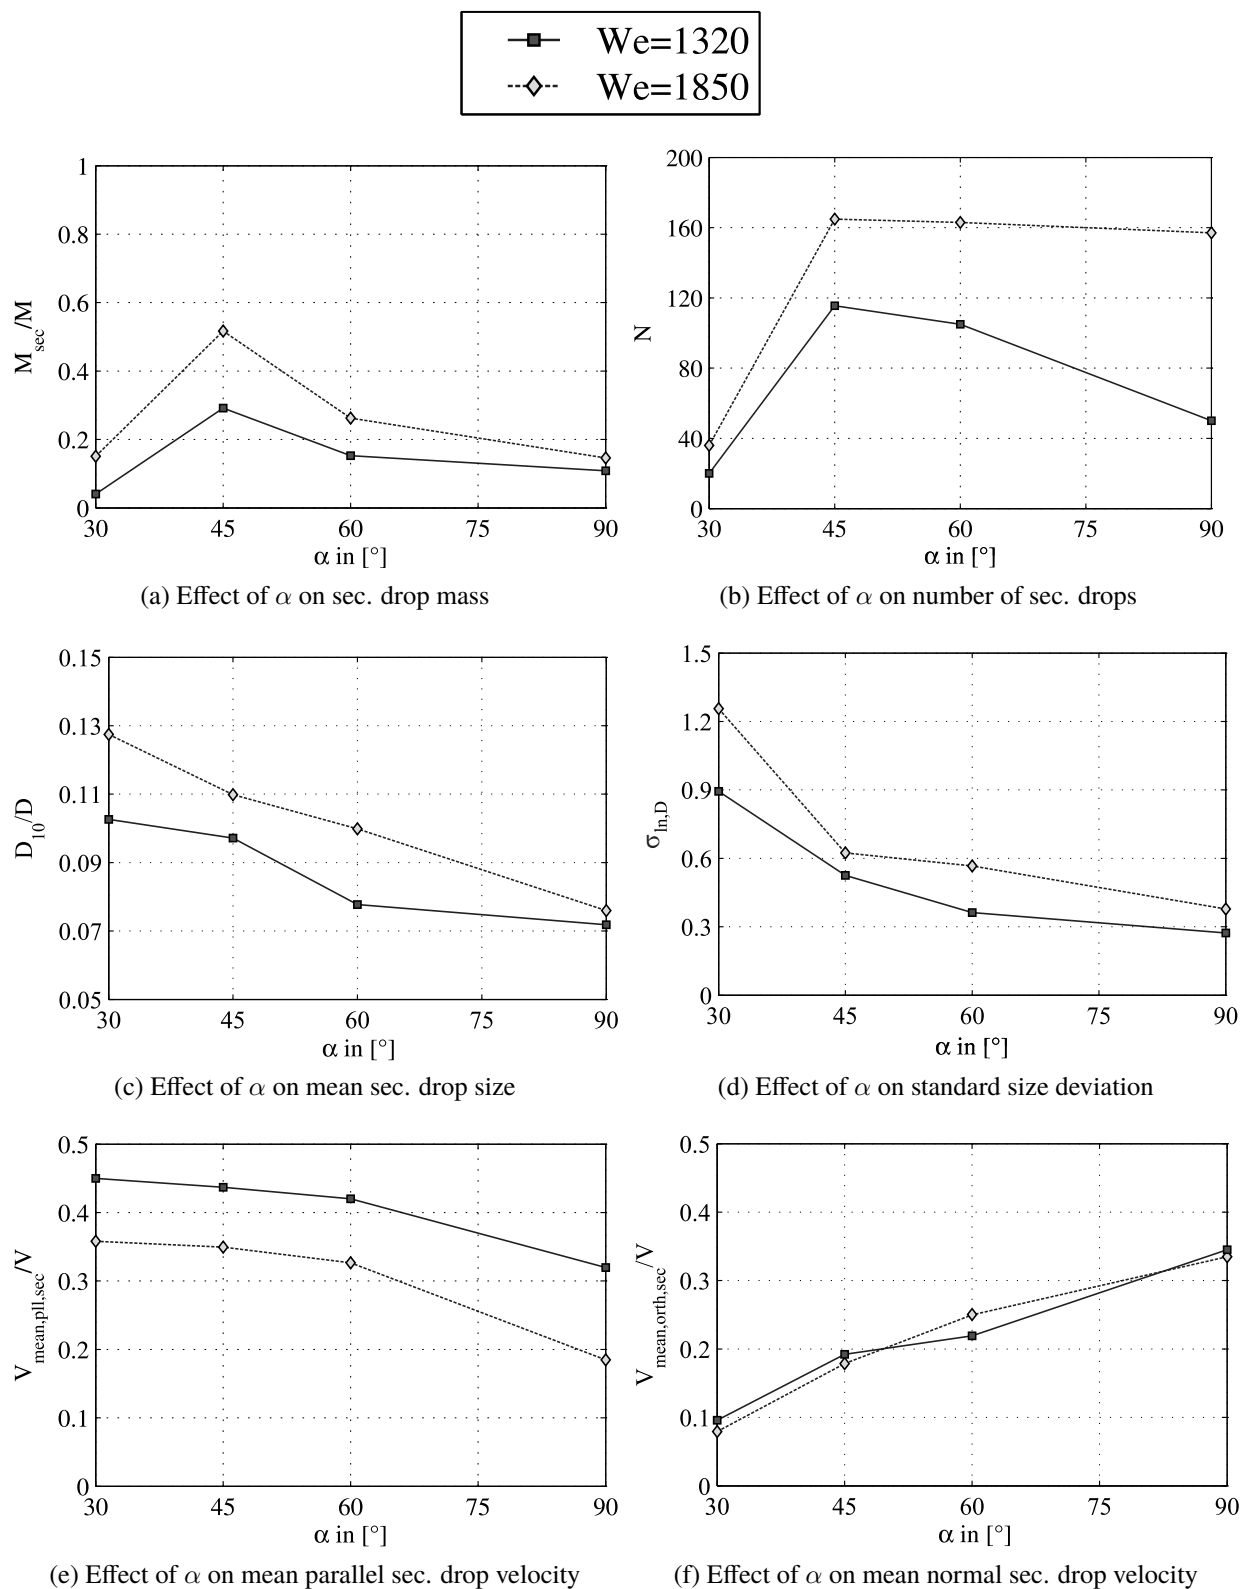 We=1320
We=1850
1
0.8
0.6
0.4
0.2
0
30 45 60 75 90
M_sec/M
α in [°]
(a) Effect of α on sec. drop mass
200
160
120
80
40
0
30 45 60 75 90
N
α in [°]
(b) Effect of α on number of sec. drops
0.15
0.13
0.11
0.09
0.07
0.05
30 45 60 75 90
D_10/D
α in [°]
(c) Effect of α on mean sec. drop size
1.5
1.2
0.9
0.6
0.3
0
30 45 60 75 90
σ_ln,D
α in [°]
(d) Effect of α on standard size deviation
0.5
0.4
0.3
0.2
0.1
0
30 45 60 75 90
V_mean,pll,sec/V
α in [°]
(e) Effect of α on mean parallel sec. drop velocity
0.5
0.4
0.3
0.2
0.1
0
30 45 60 75 90
V_mean,orth,sec/V
α in [°]
(f) Effect of α on mean normal sec. drop velocity